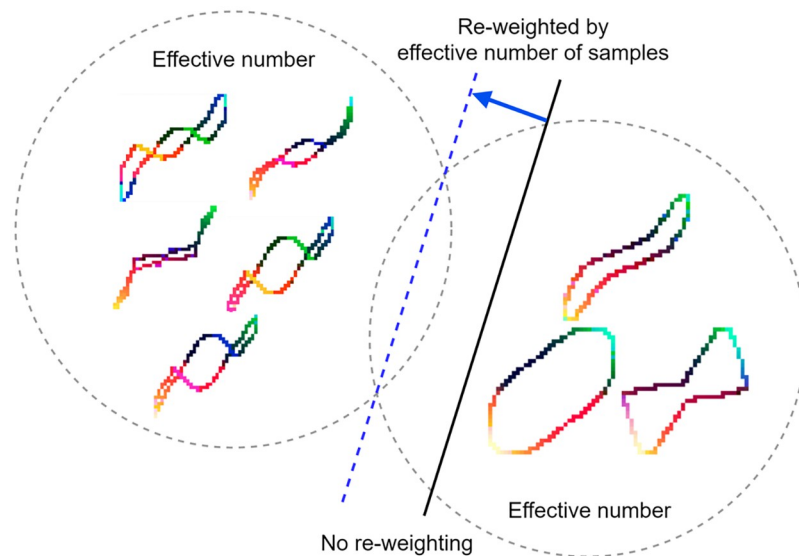 Effective number
Re-weighted by
effective number of samples
Effective number
No re-weighting